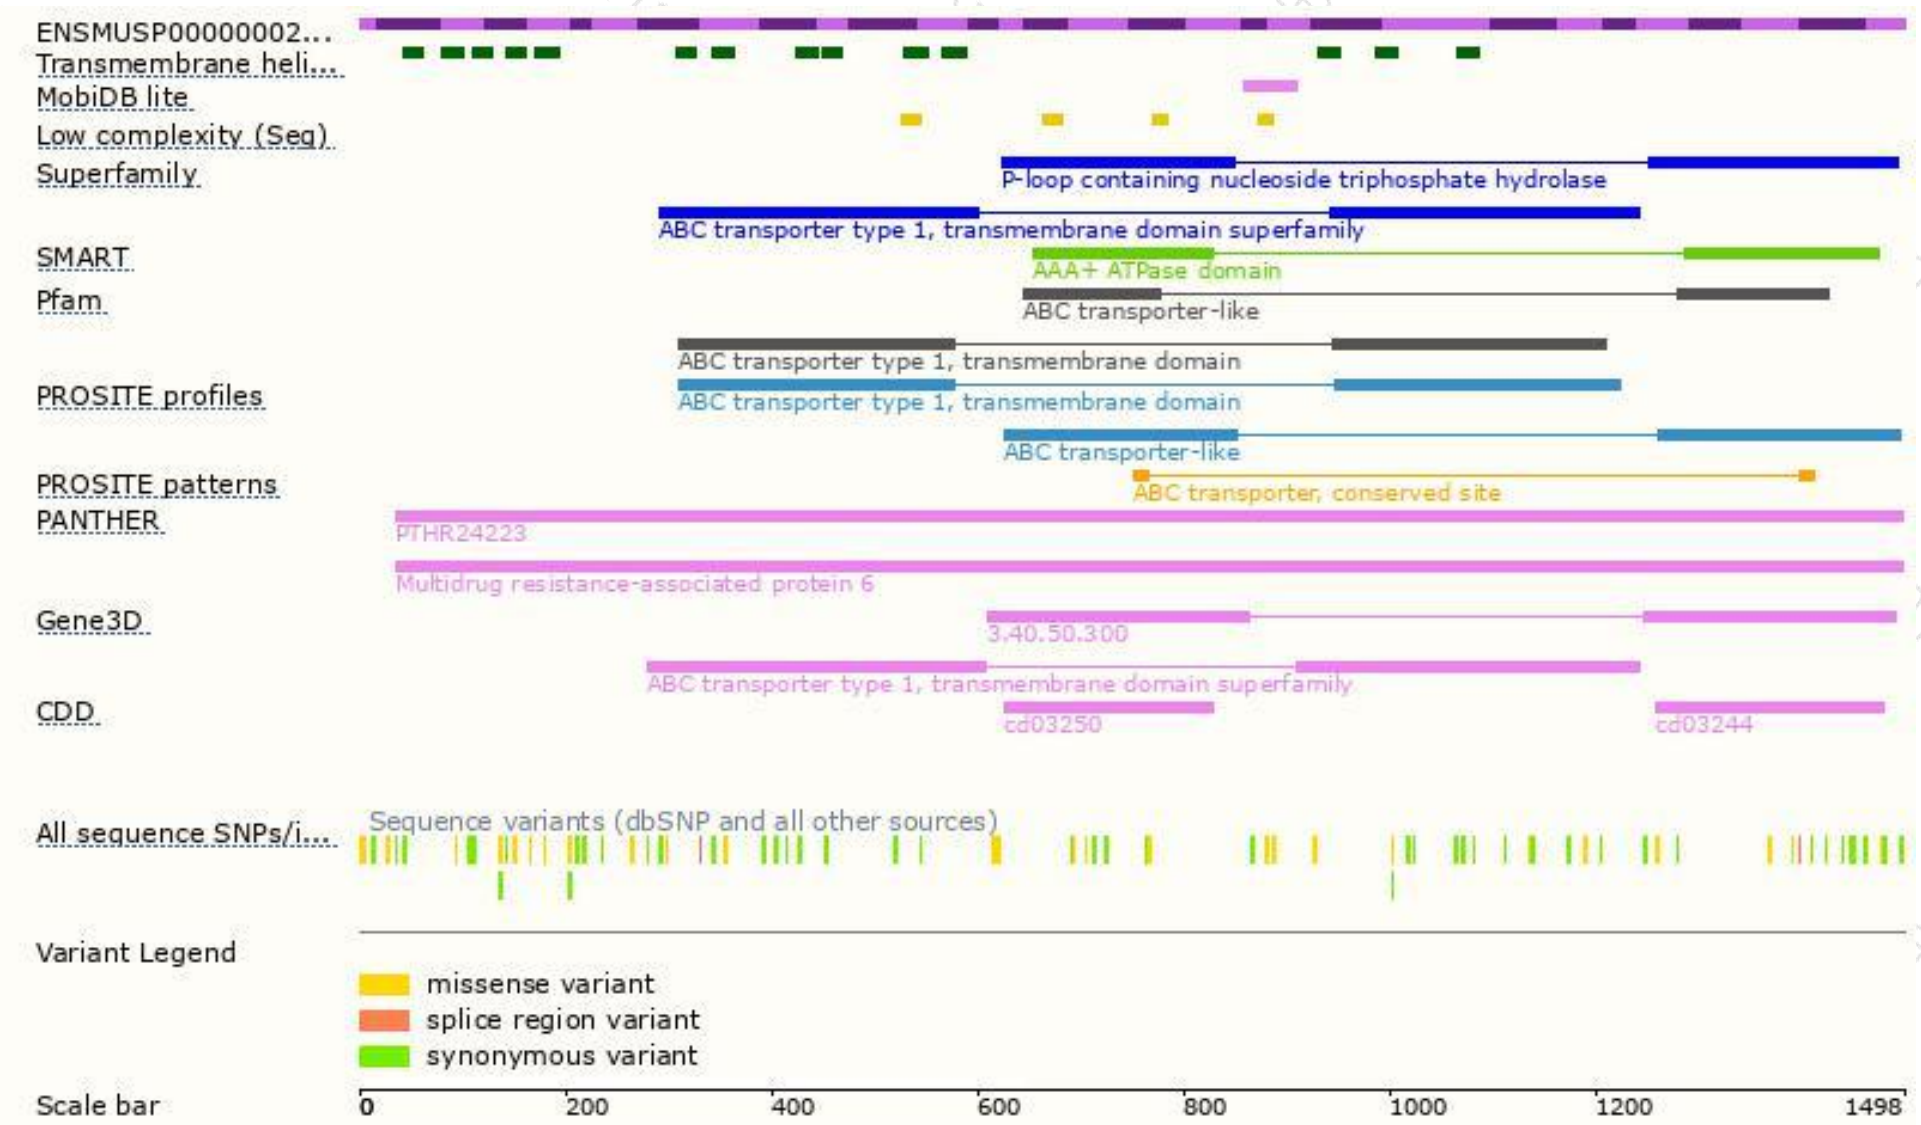 ENSMUSP00000002...
Transmembrane heli...
MobiDB lite
Low complexity (Seg)
Superfamily
P-loop containing nucleoside triphosphate hydrolase
ABC transporter type 1, transmembrane domain superfamily
SMART
AAA+ ATPase domain
Pfam
ABC transporter-like
ABC transporter type 1, transmembrane domain
PROSITE profiles
ABC transporter type 1, transmembrane domain
ABC transporter-like
PROSITE patterns
ABC transporter, conserved site
PANTHER
PTHR24223
Multidrug resistance-associated protein 6
Gene3D
3.40.50.300
ABC transporter type 1, transmembrane domain superfamily
CDD
cd03250 cd03244
Sequence variants (dbSNP and all other sources)
All sequence SNPs/i...
Variant Legend
missense variant
splice region variant
synonymous variant
Scale bar 0 200 400 600 800 1000 1200 1498